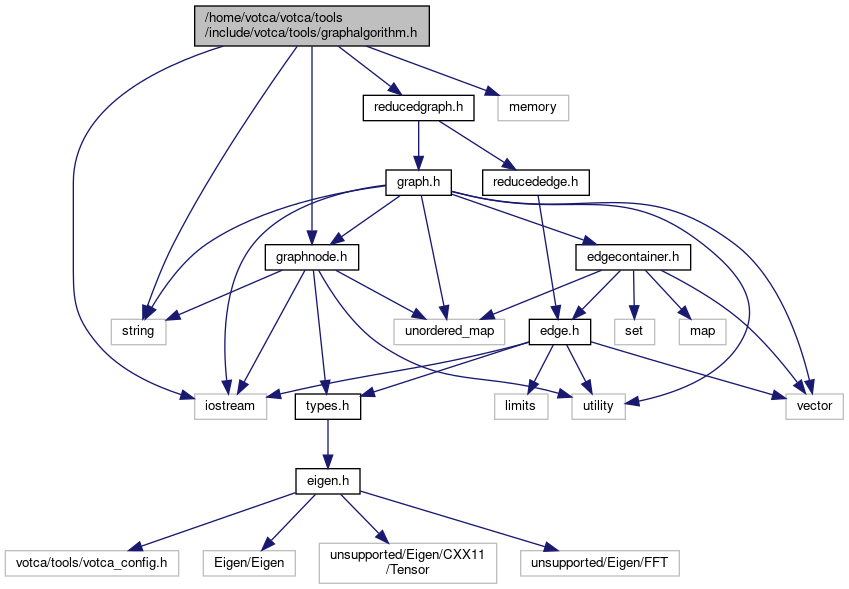 /home/votca/votca/tools
/include/votca/tools/graphalgorithm.h
reducedgraph.h
memory
graph.h
reducededge.h
graphnode.h
edgecontainer.h
string
unordered_map
edge.h
set
map
iostream
types.h
limits
utility
vector
eigen.h
votca/tools/votca_config.h
Eigen/Eigen
unsupported/Eigen/CXX11
/Tensor
unsupported/Eigen/FFT